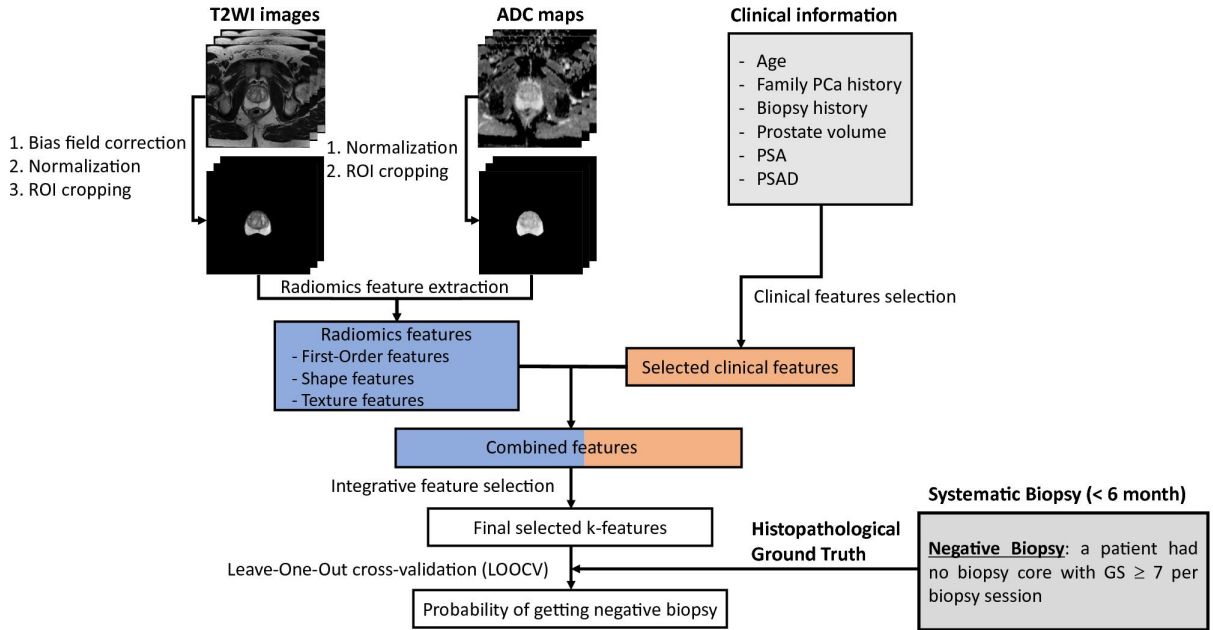 T2WI images
ADC maps
Clinical information
- Age
- Family PCa history
- Biopsy history
- Prostate volume
- PSA
- PSAD
1. Bias field correction
2. Normalization
3. ROI cropping
1. Normalization
2. ROI cropping
Radiomics feature extraction
Clinical features selection
Radiomics features
- First-Order features
- Shape features
- Texture features
Selected clinical features
Combined features
Integrative feature selection
Final selected k-features
Systematic Biopsy (< 6 month)
Histopathological
Ground Truth
Negative Biopsy: a patient had
no biopsy core with GS ≥ 7 per
biopsy session
Leave-One-Out cross-validation (LOOCV)
Probability of getting negative biopsy